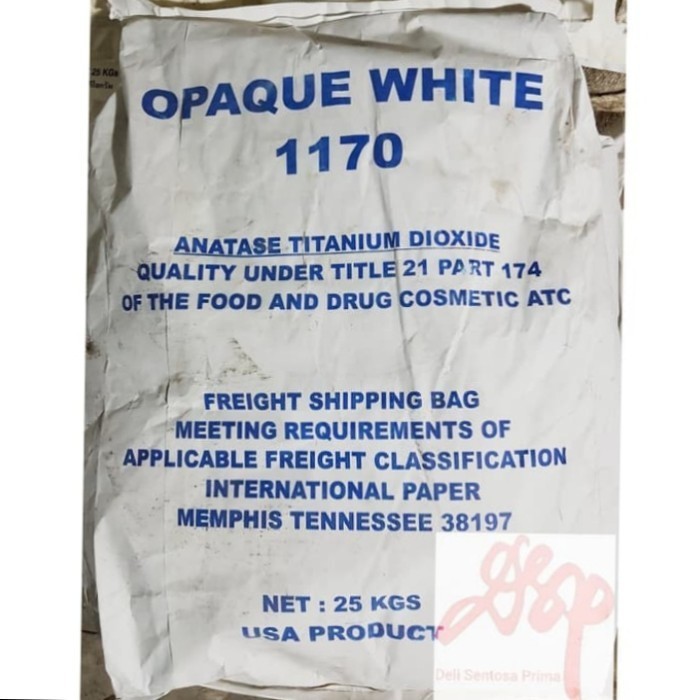 25 KGs
OPAQUE WHITE
1170
ANATASE TITANIUM DIOXIDE
QUALITY UNDER TITLE 21 PART 174
OF THE FOOD AND DRUG COSMETIC ATC
FREIGHT SHIPPING BAG
MEETING REQUIREMENTS OF
APPLICABLE FREIGHT CLASSIFICATION
INTERNATIONAL PAPER
MEMPHIS TENNESSEE 38197
NET : 25 KGS
USA PRODUCT
Deli Sentosa Prima